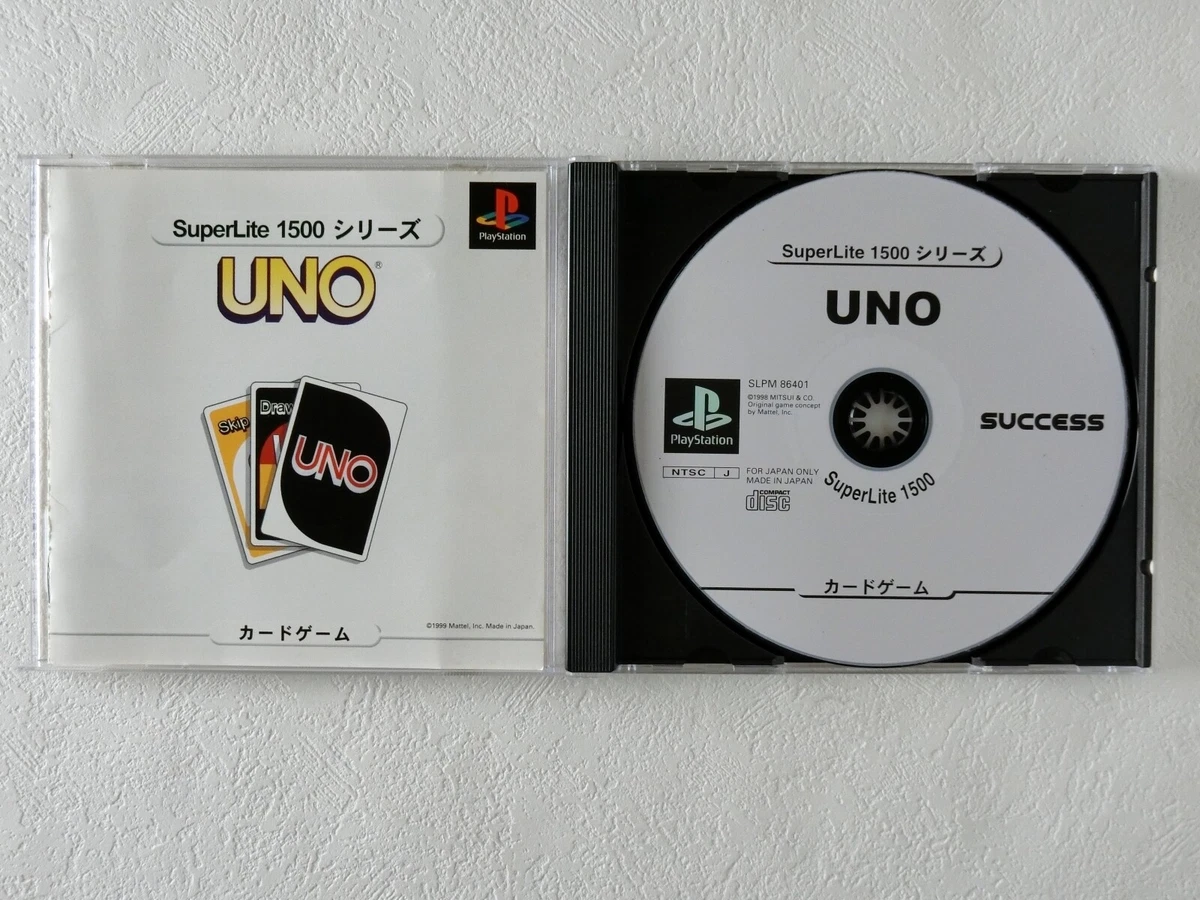 SuperLite 1500 シリーズ
UNO®
PlayStation
Skip
Draw
UNO
カードゲーム
©1999 Mattel, Inc. Made in Japan.
SuperLite 1500 シリーズ
UNO
SLPM 86401
©1998 MITSUI & CO.
Original game concept
by Mattel, Inc.
PlayStation
SUCCESS
NTSC J
FOR JAPAN ONLY
MADE IN JAPAN
COMPACT
disc
SuperLite 1500
カードゲーム